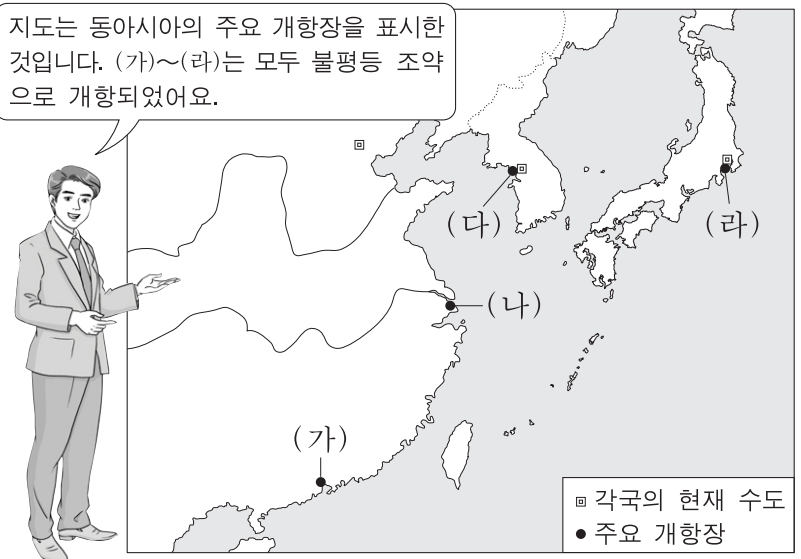 지도는 동아시아의 주요 개항장을 표시한
것입니다. (가)～(라)는 모두 불평등 조약
으로 개항되었어요.
(다)
(라)
(나)
(가)
각국의 현재 수도
주요 개항장